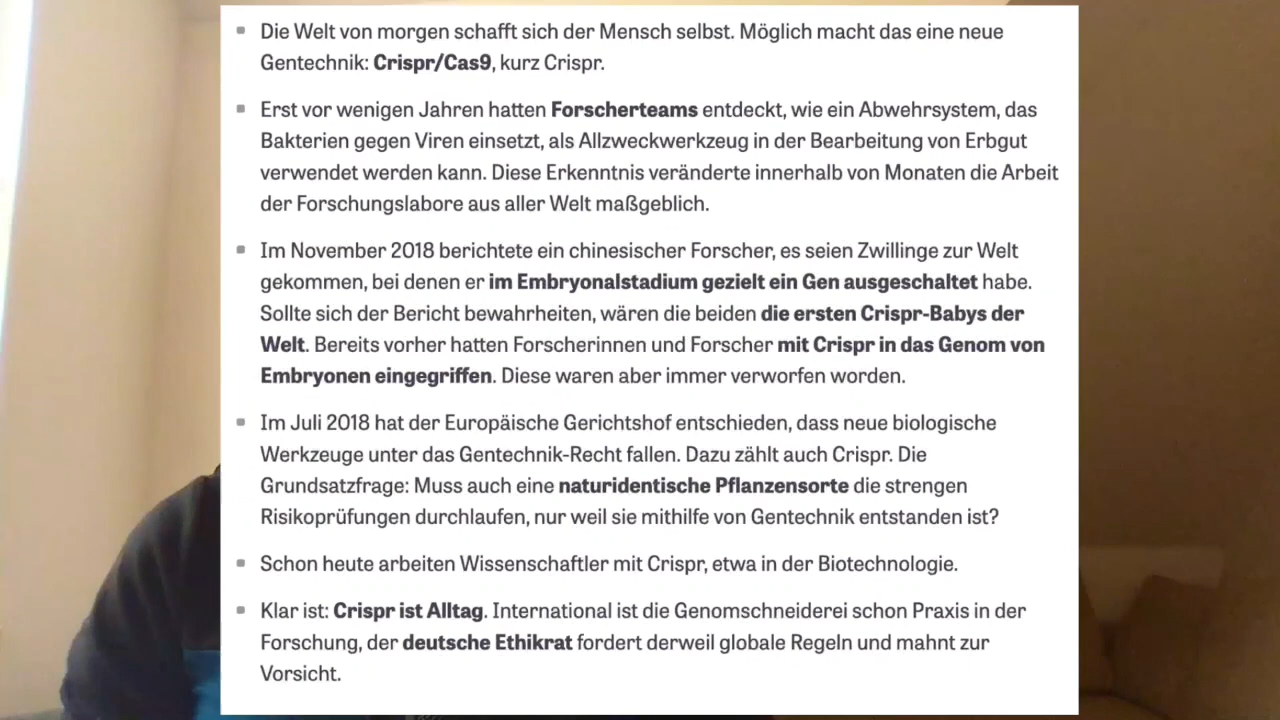 Die Welt von morgen schafft sich der Mensch selbst. Möglich macht das eine neue
Gentechnik: Crispr/Cas9, kurz Crispr.
Erst vor wenigen Jahren hatten Forscherteams entdeckt, wie ein Abwehrsystem, das
Bakterien gegen Viren einsetzt, als Allzweckwerkzeug in der Bearbeitung von Erbgut
verwendet werden kann. Diese Erkenntnis veränderte innerhalb von Monaten die Arbeit
der Forschungslabore aus aller Welt maßgeblich.
Im November 2018 berichtete ein chinesischer Forscher, es seien Zwillinge zur Welt
gekommen, bei denen er im Embryonalstadium gezielt ein Gen ausgeschaltet habe.
Sollte sich der Bericht bewahrheiten, wären die beiden die ersten Crispr-Babys der
Welt. Bereits vorher hatten Forscherinnen und Forscher mit Crispr in das Genom von
Embryonen eingegriffen. Diese waren aber immer verworfen worden.
Im Juli 2018 hat der Europäische Gerichtshof entschieden, dass neue biologische
Werkzeuge unter das Gentechnik-Recht fallen. Dazu zählt auch Crispr. Die
Grundsatzfrage: Muss auch eine naturidentische Pflanzensorte die strengen
Risikoprüfungen durchlaufen, nur weil sie mithilfe von Gentechnik entstanden ist?
Schon heute arbeiten Wissenschaftler mit Crispr, etwa in der Biotechnologie.
Klar ist: Crispr ist Alltag. International ist die Genomschneiderei schon Praxis in der
Forschung, der deutsche Ethikrat fordert derweil globale Regeln und mahnt zur
Vorsicht.